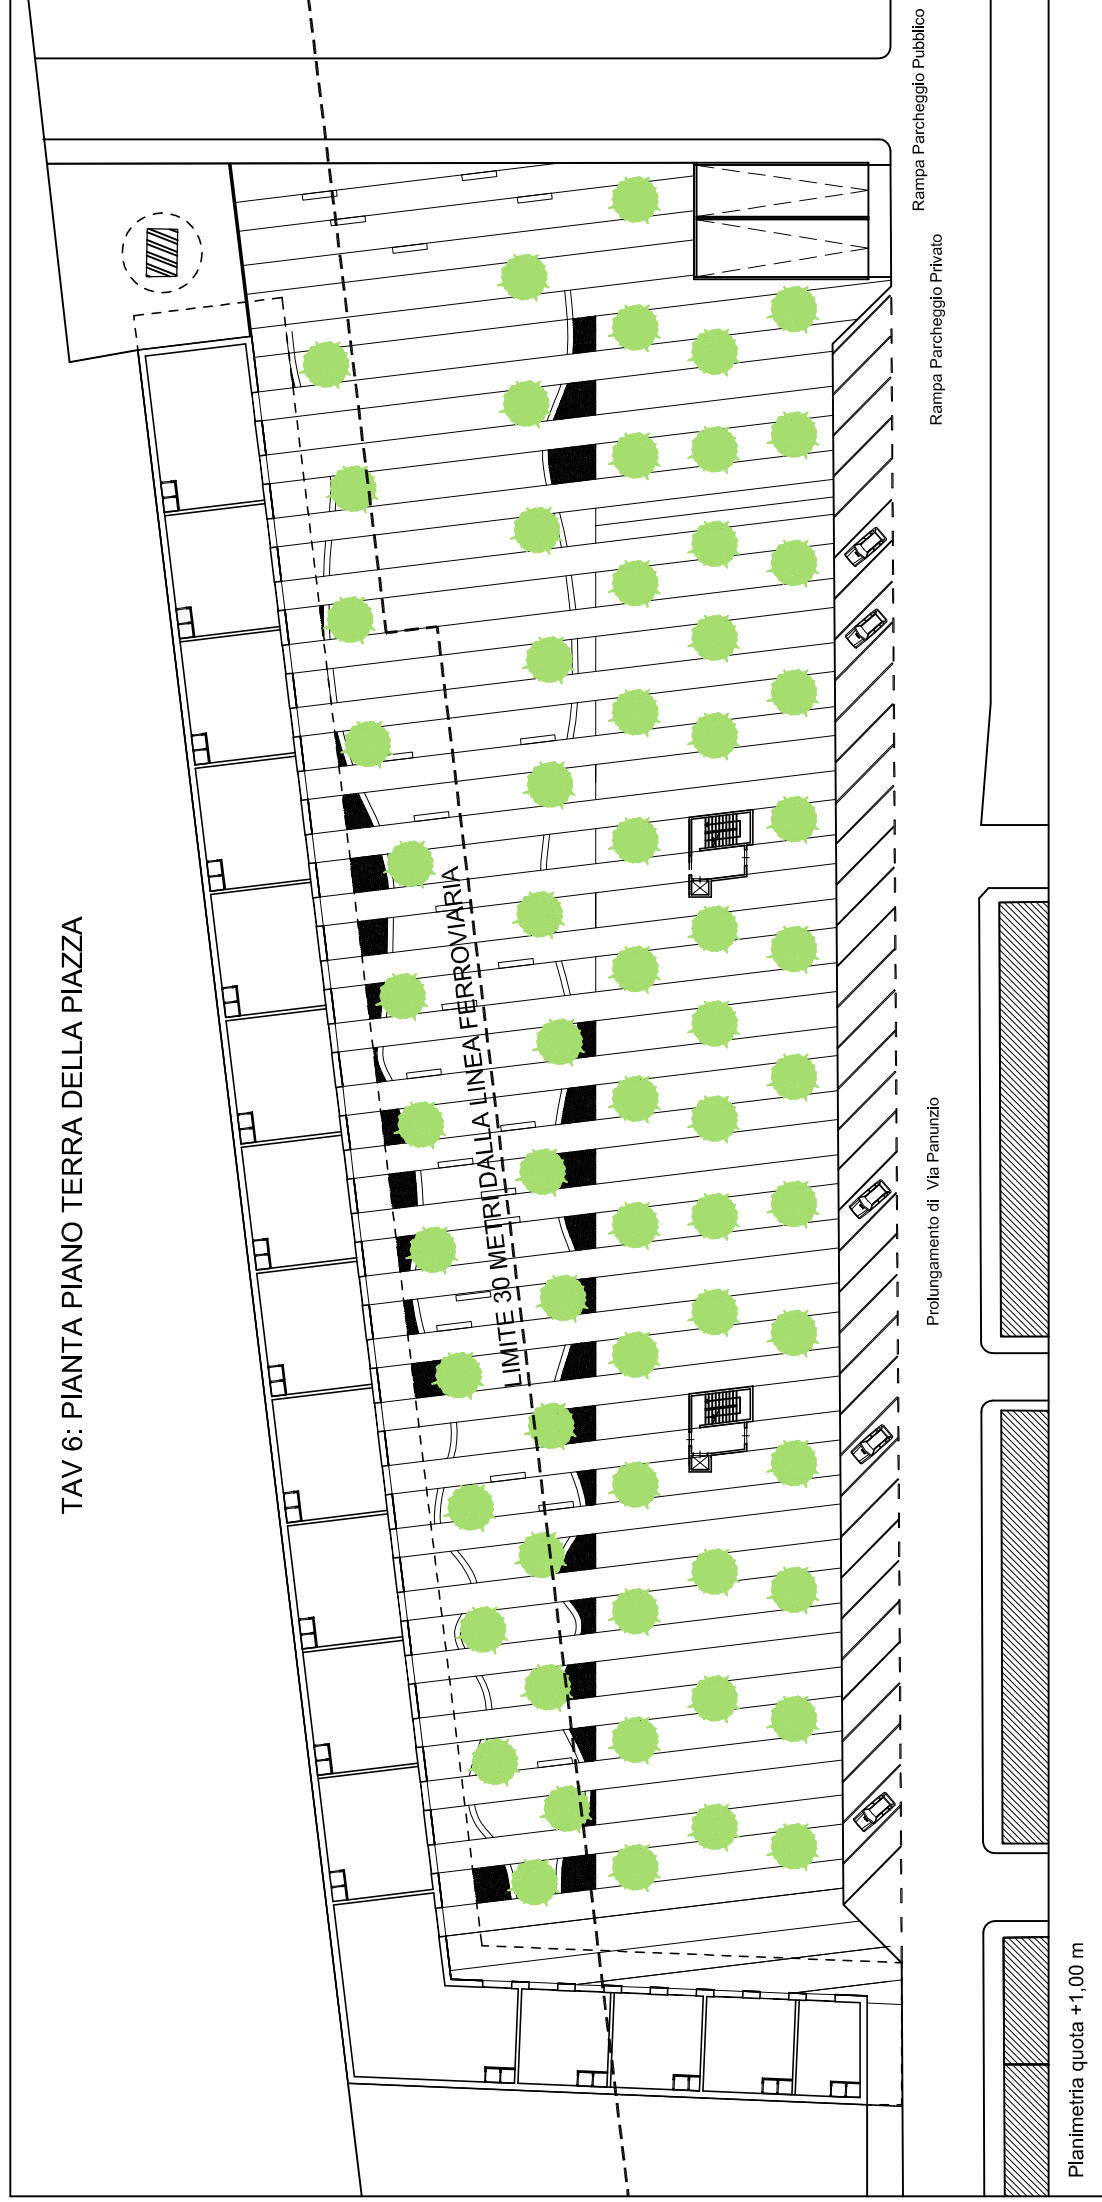 TAV 6: PIANTA PIANO TERRA DELLA PIAZZA
LIMITE 30 METRI DALLA LINEA FERROVIARIA
Prolungamento di Via Panunzio
Rampa Parcheggio Privato
Rampa Parcheggio Pubblico
Planimetria quota +1,00 m